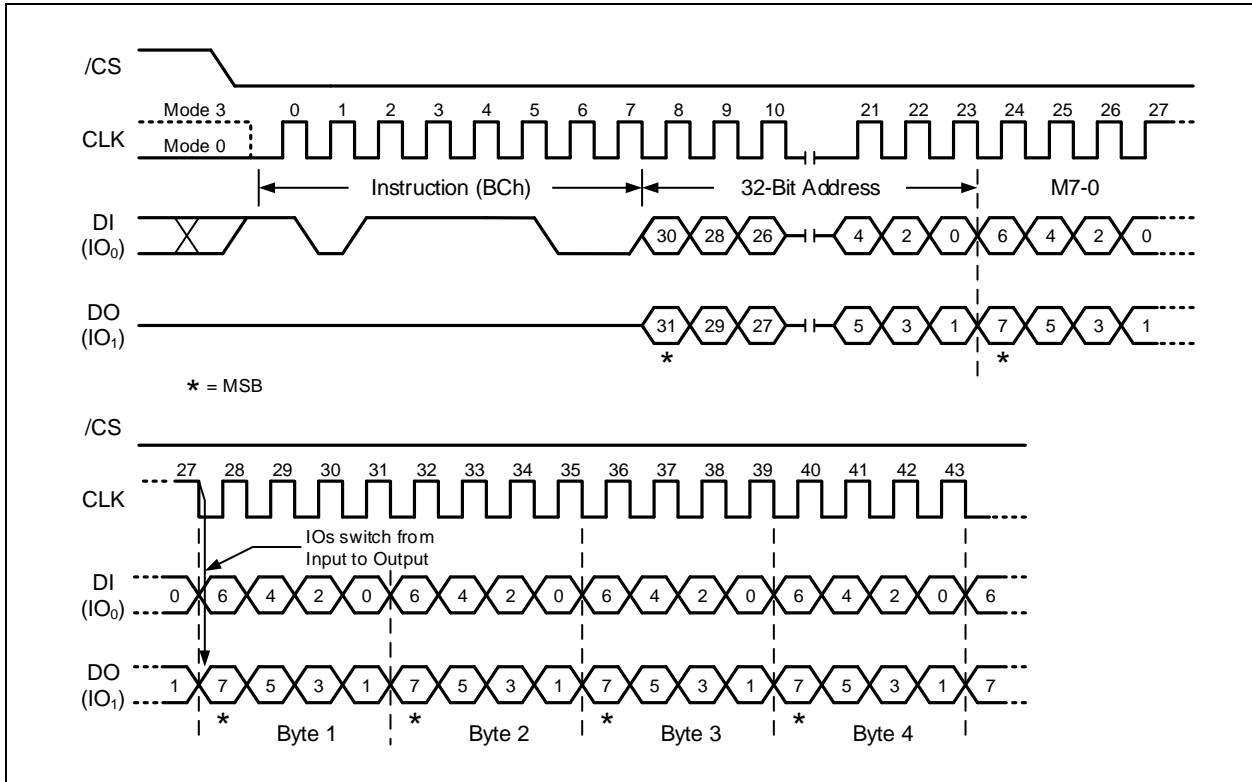 /CS
Mode 3 0 1 2 3 4 5 6 7 8 9 10 21 22 23 24 25 26 27
CLK
Mode 0
Instruction (BCh) 32-Bit Address M7-0
DI
(IO₀) 30 28 26 4 2 0 6 4 2 0
DO
(IO₁) 31 29 27 5 3 1 7 5 3 1
* *
* = MSB
/CS
27 28 29 30 31 32 33 34 35 36 37 38 39 40 41 42 43
CLK
IOs switch from
Input to Output
DI
(IO₀) 0 6 4 2 0 6 4 2 0 6 4 2 0 6 4 2 0 6
DO
(IO₁) 1 7 5 3 1 7 5 3 1 7 5 3 1 7 5 3 1 7
* Byte 1 * Byte 2 * Byte 3 * Byte 4